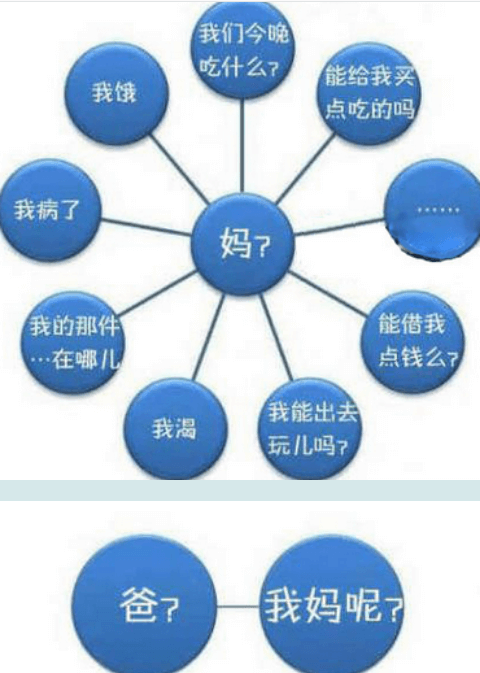 我们今晚
吃什么?
我饿
能给我买
点吃的吗
我病了
……
妈?
我的那件
…在哪儿
能借我
点钱么?
我渴
我能出去
玩儿吗?
爸?
我妈呢?